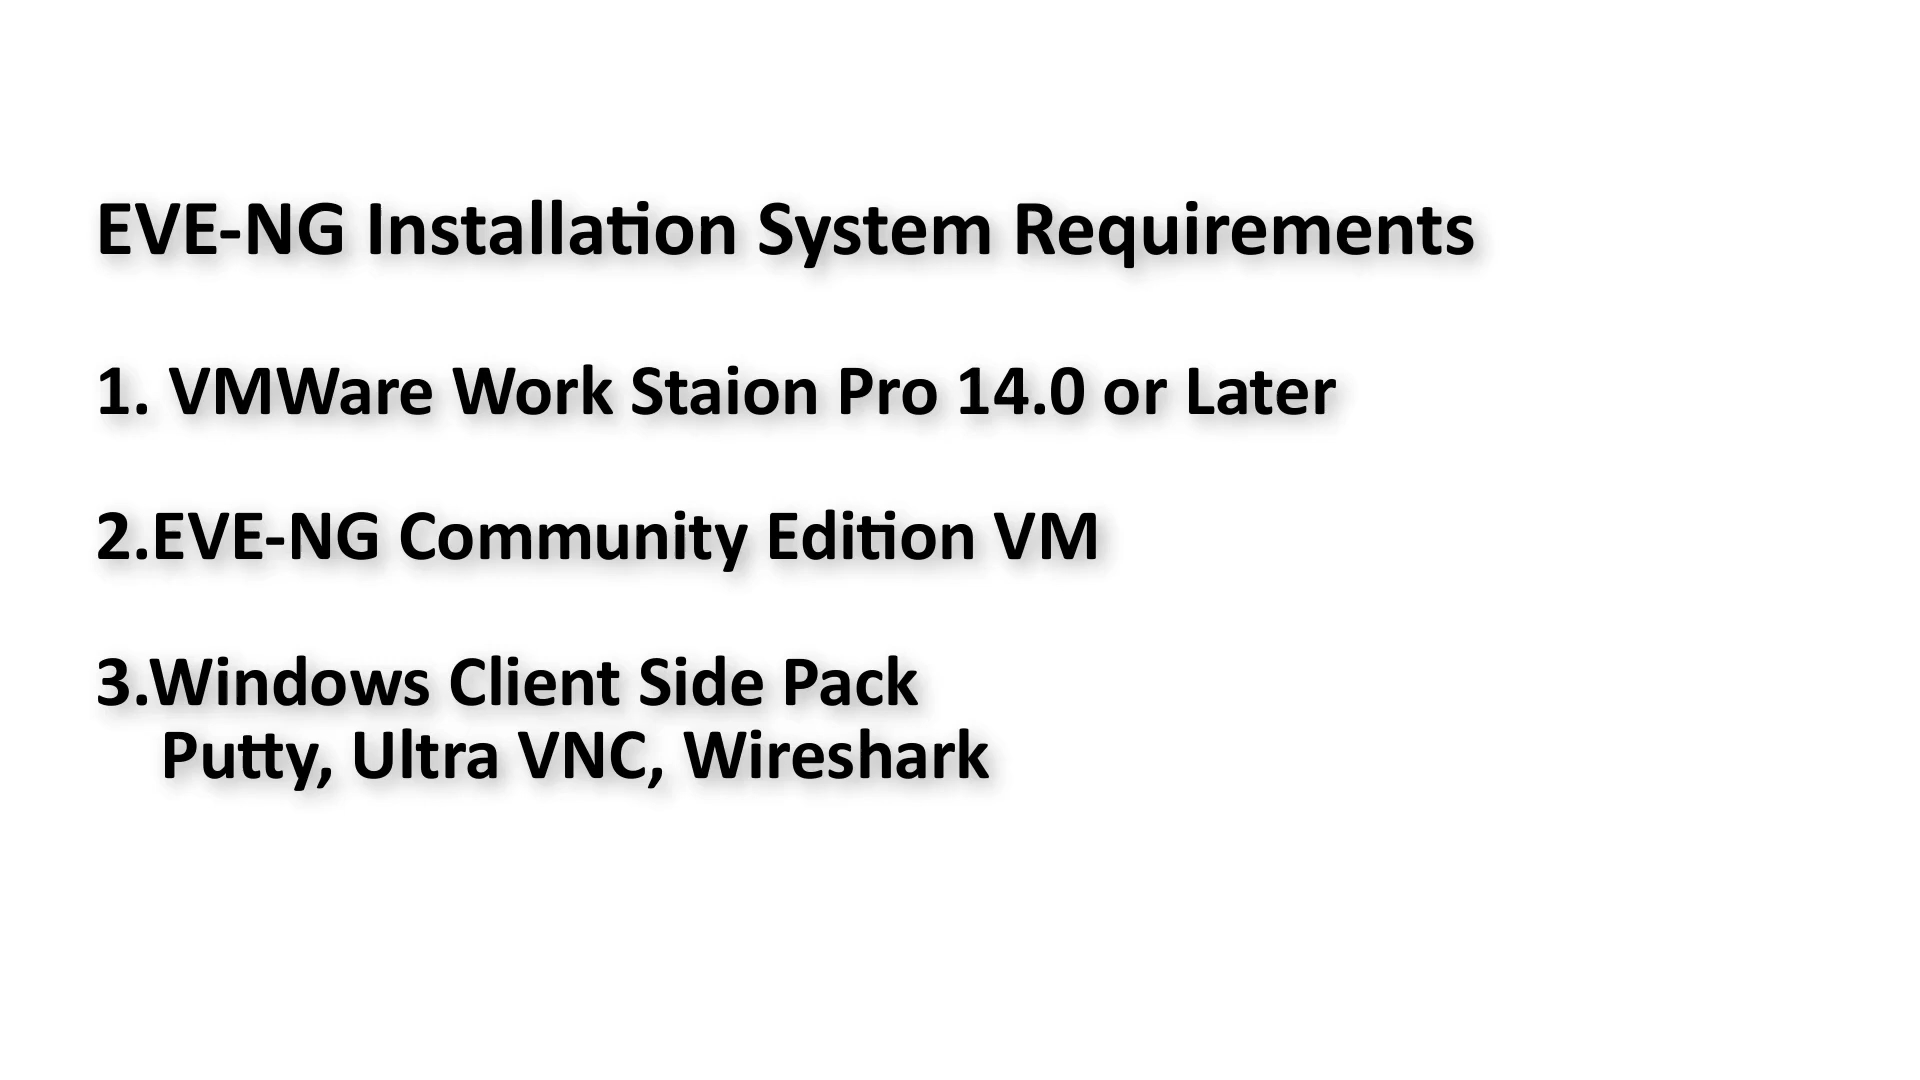 EVE-NG Installation System Requirements
1. VMWare Work Staion Pro 14.0 or Later
2.EVE-NG Community Edition VM
3.Windows Client Side Pack
Putty, Ultra VNC, Wireshark